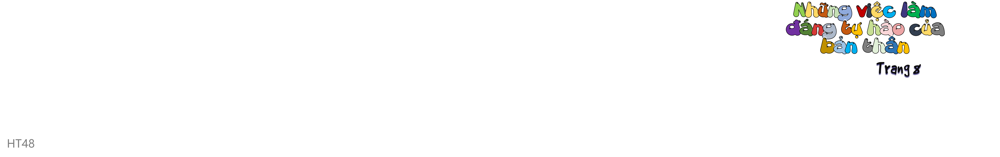 Những việc làm
đáng tự hào của
bản thân
Trang 8
HT48